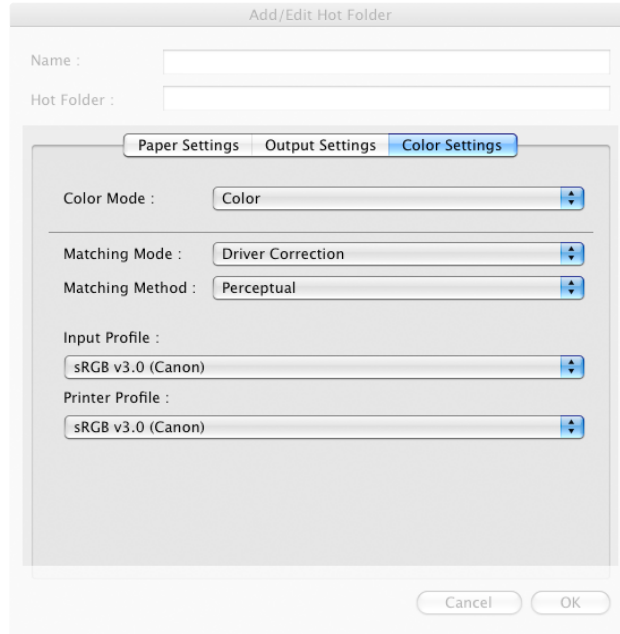 Add/Edit Hot Folder
Name :
Hot Folder :
Paper Settings Output Settings Color Settings
Color Mode : Color
Matching Mode : Driver Correction
Matching Method : Perceptual
Input Profile :
sRGB v3.0 (Canon)
Printer Profile :
sRGB v3.0 (Canon)
Cancel OK